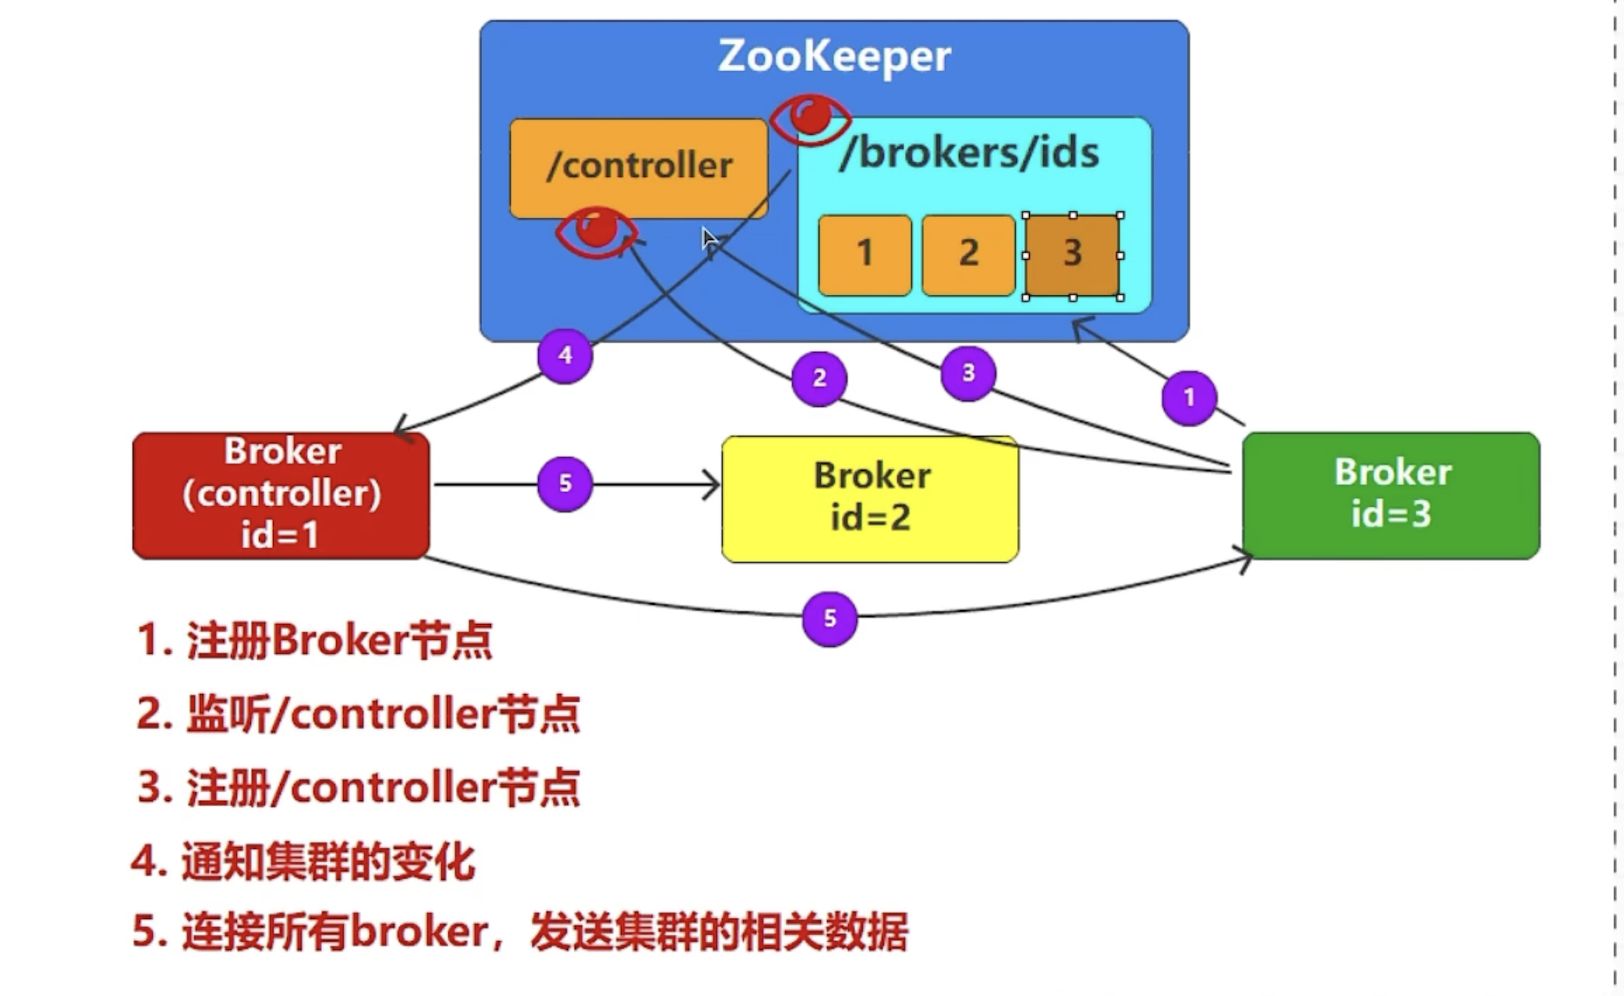 ZooKeeper
/controller
/brokers/ids
1
2
3
4
2
3
1
Broker
(controller)
id=1
5
Broker
id=2
Broker
id=3
5
1. 注册Broker节点
2. 监听/controller节点
3. 注册/controller节点
4. 通知集群的变化
5. 连接所有broker，发送集群的相关数据